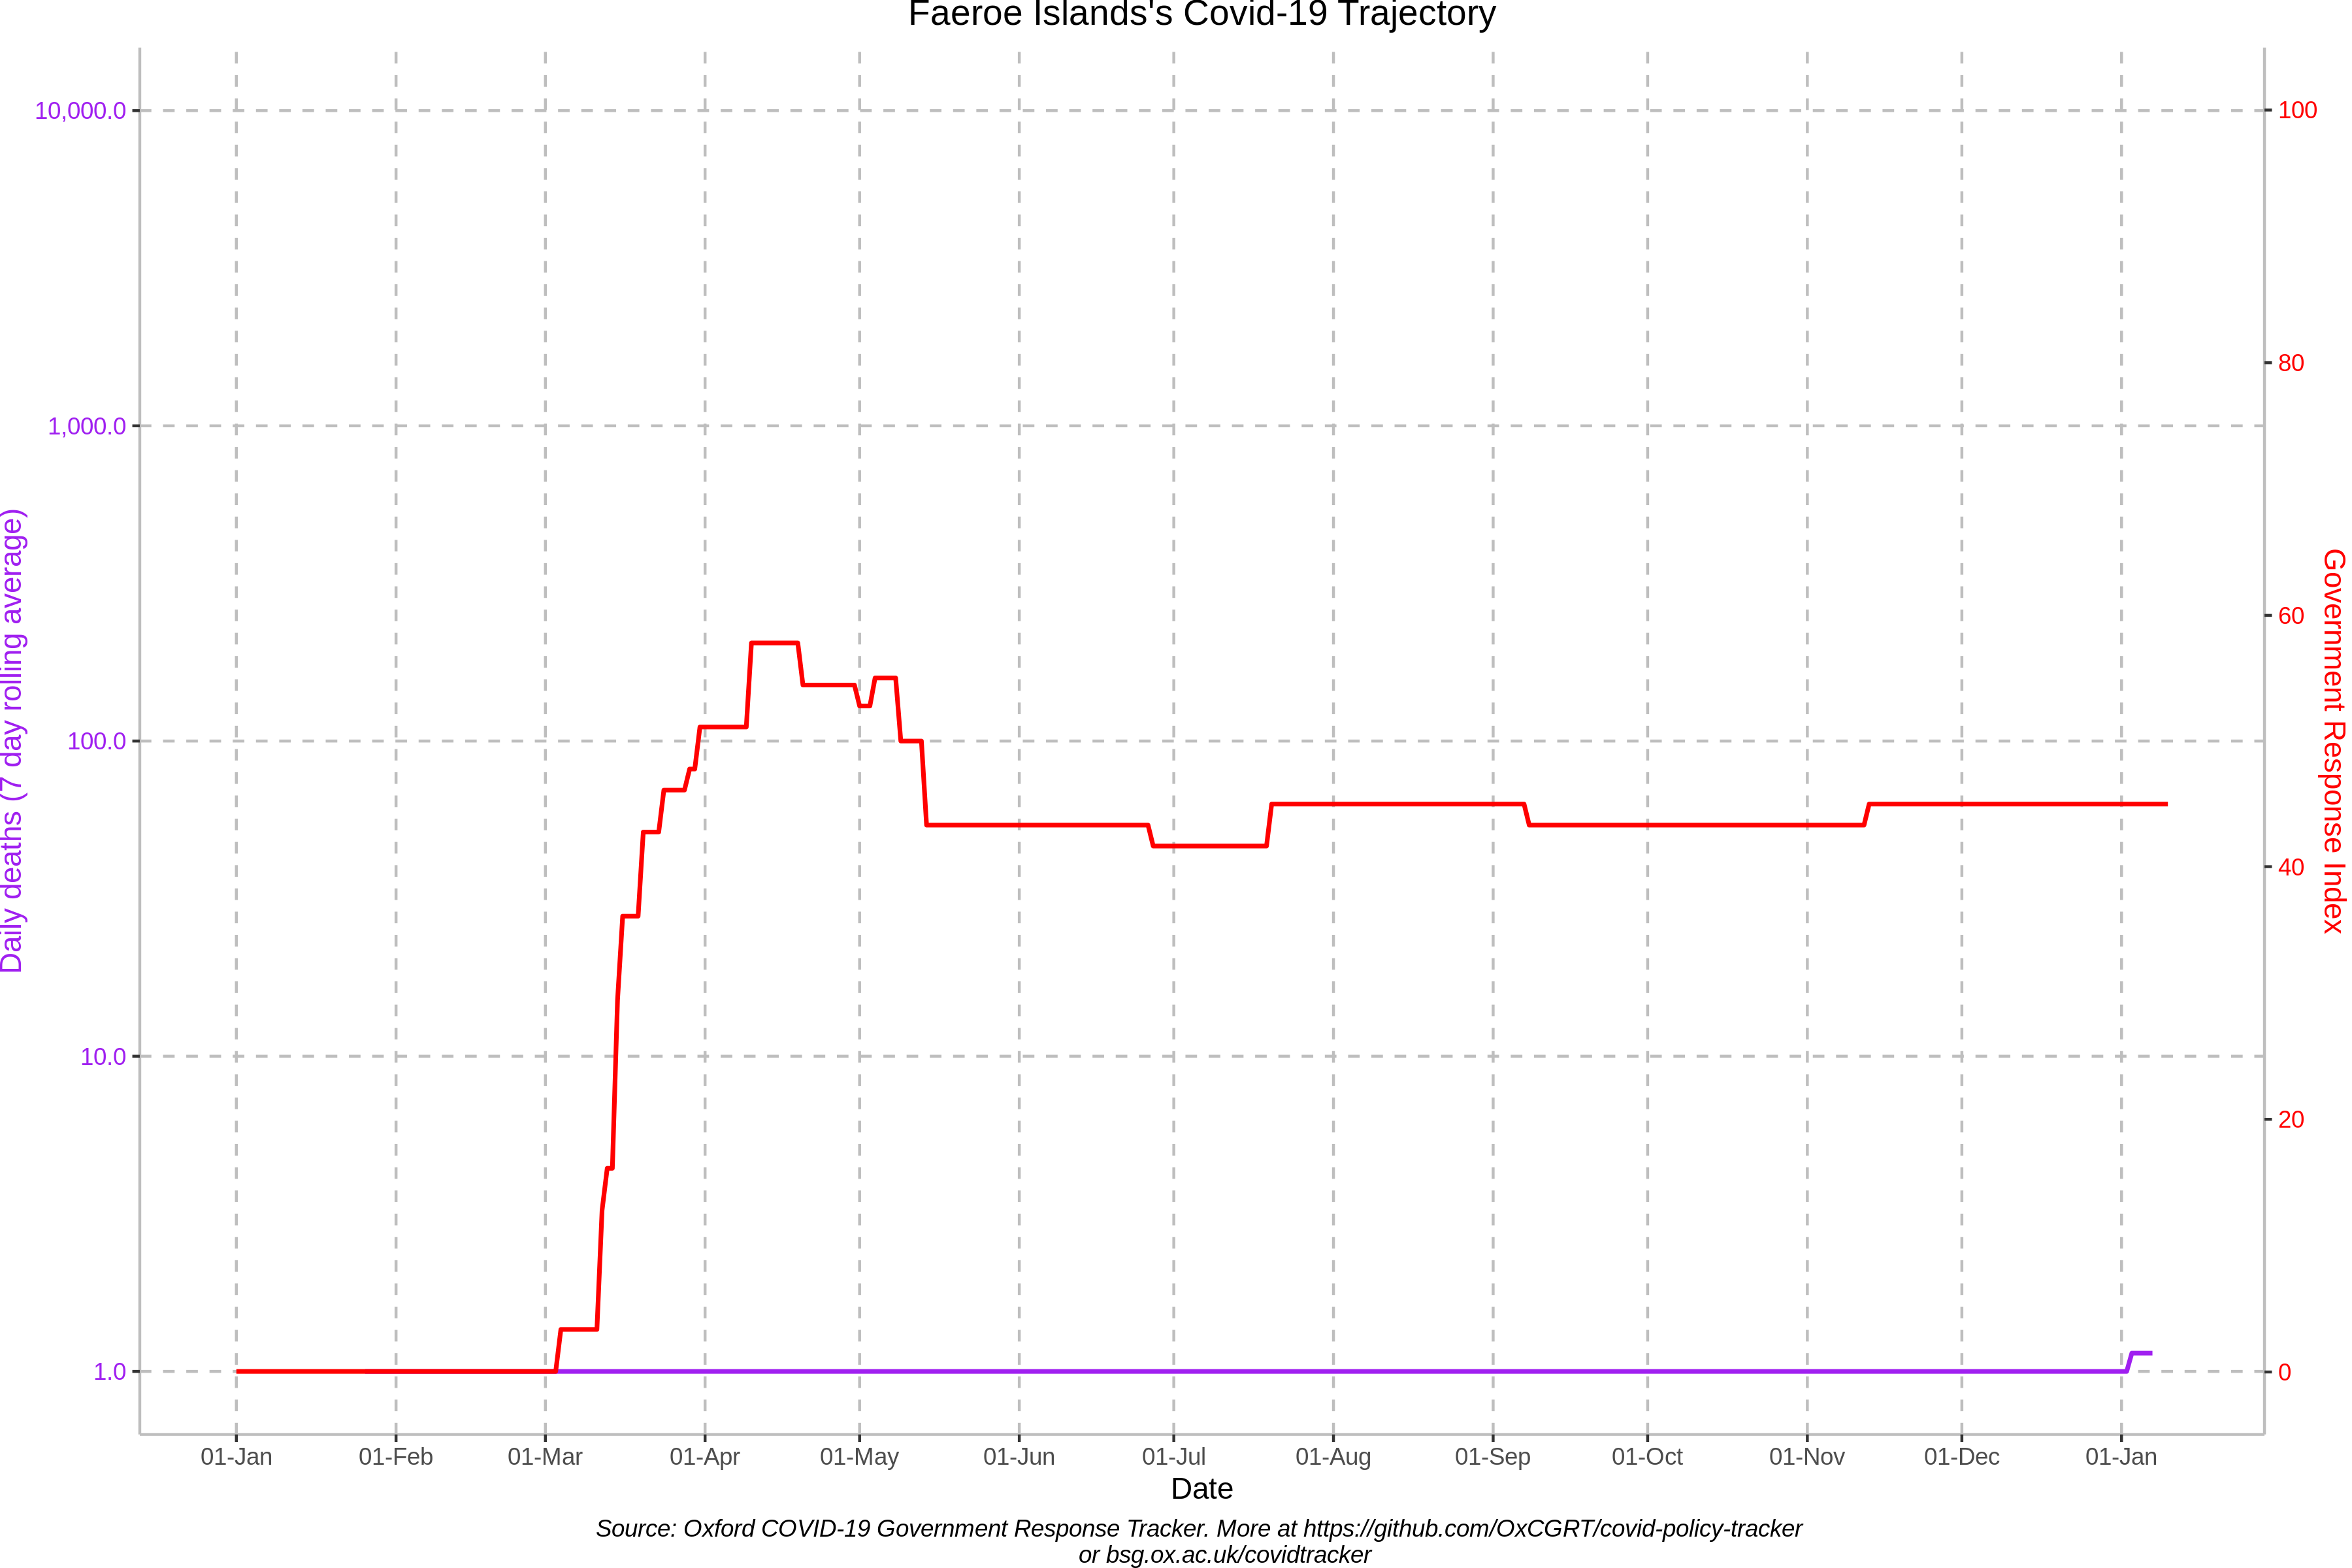 Faeroe Islands's Covid-19 Trajectory
10,000.0
1,000.0
100.0
10.0
1.0
Daily deaths (7 day rolling average)
100
80
60
40
20
0
Government Response Index
01-Jan
01-Feb
01-Mar
01-Apr
01-May
01-Jun
01-Jul
01-Aug
01-Sep
01-Oct
01-Nov
01-Dec
01-Jan
Date
Source: Oxford COVID-19 Government Response Tracker. More at https://github.com/OxCGRT/covid-policy-tracker
or bsg.ox.ac.uk/covidtracker